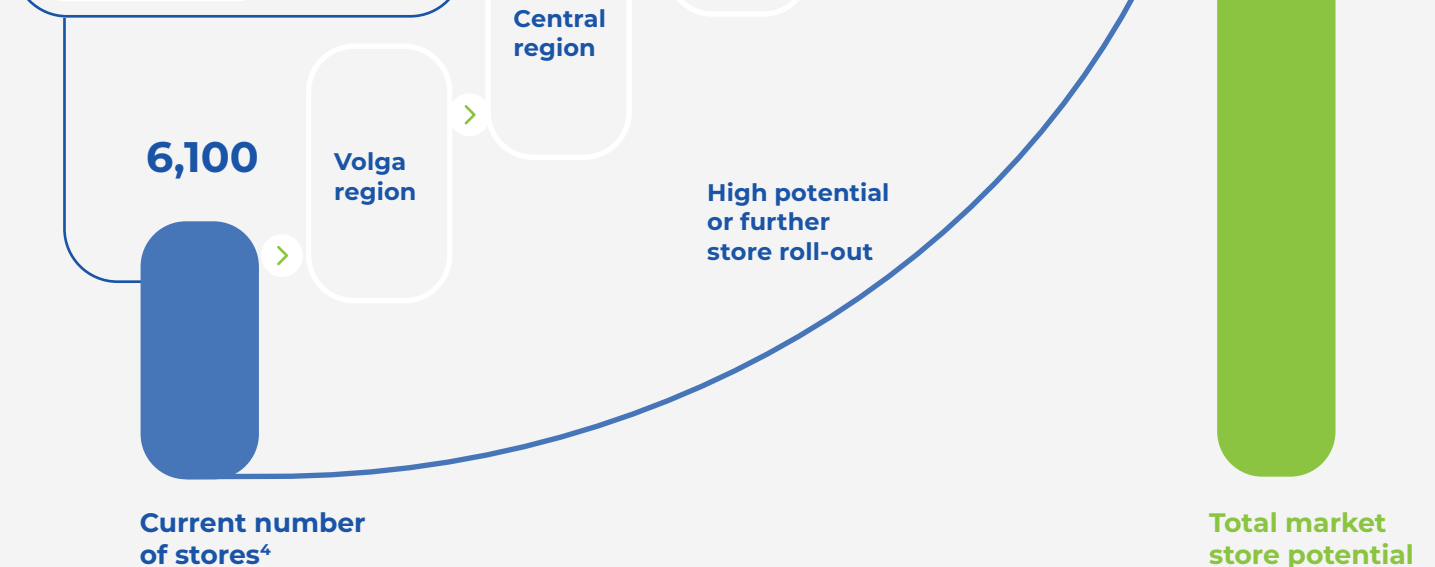 Central
region
6,100
Volga
region
High potential
or further
store roll-out
Current number
of stores⁴
Total market
store potential